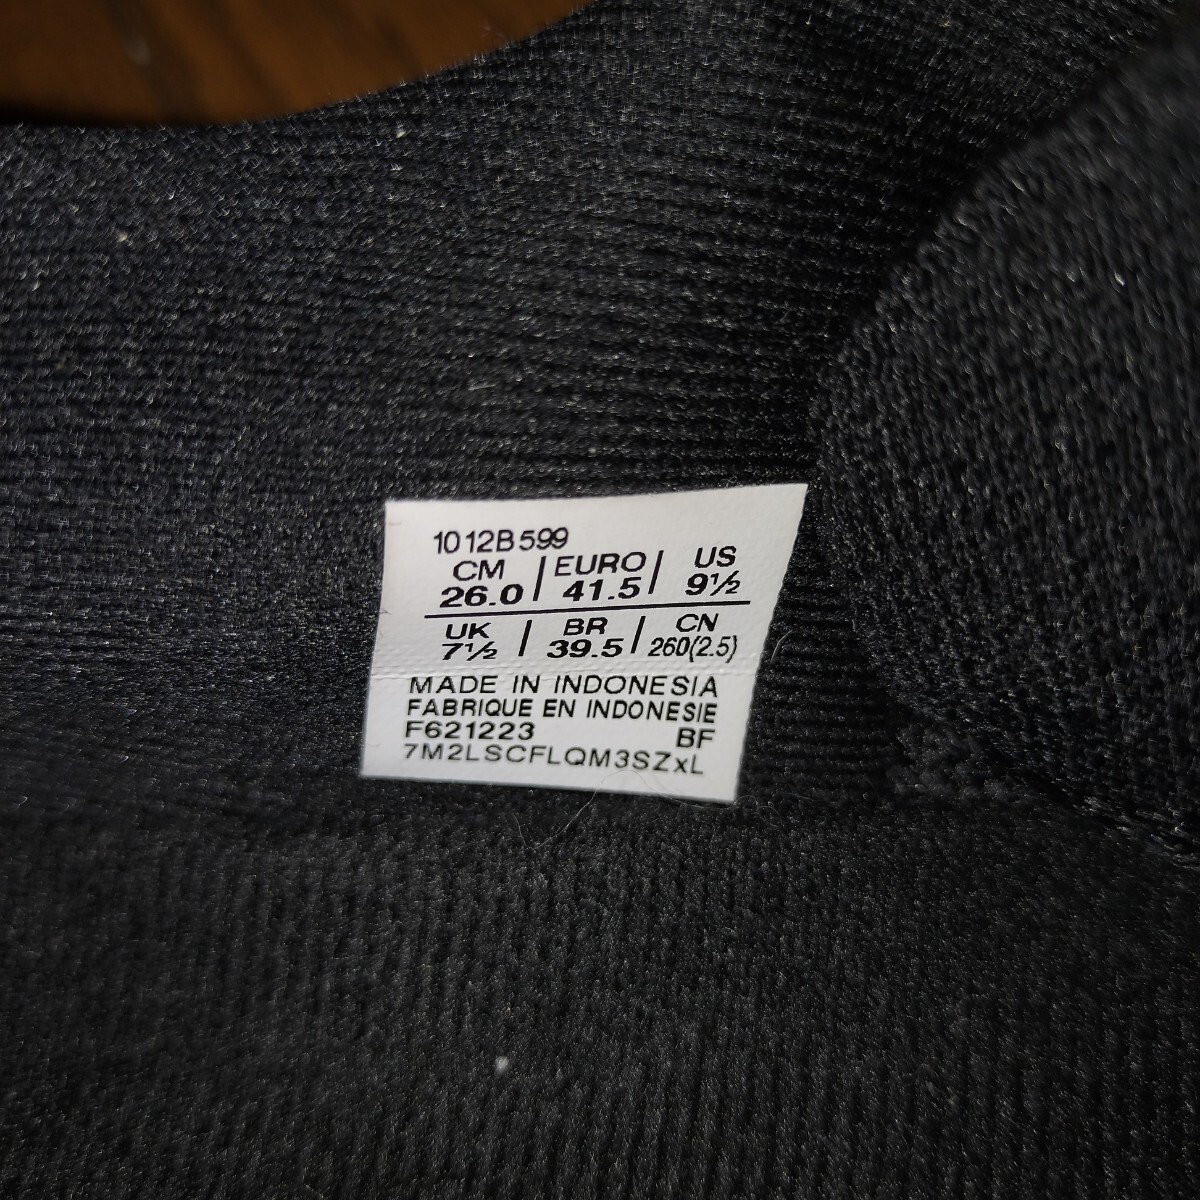 1012B599
CM | EURO | US
26.0 | 41.5 | 9½
UK | BR | CN
7½ | 39.5 | 260(2.5)
MADE IN INDONESIA
FABRIQUE EN INDONESIE
F621223 BF
7M2LSCFLQM3SZxL